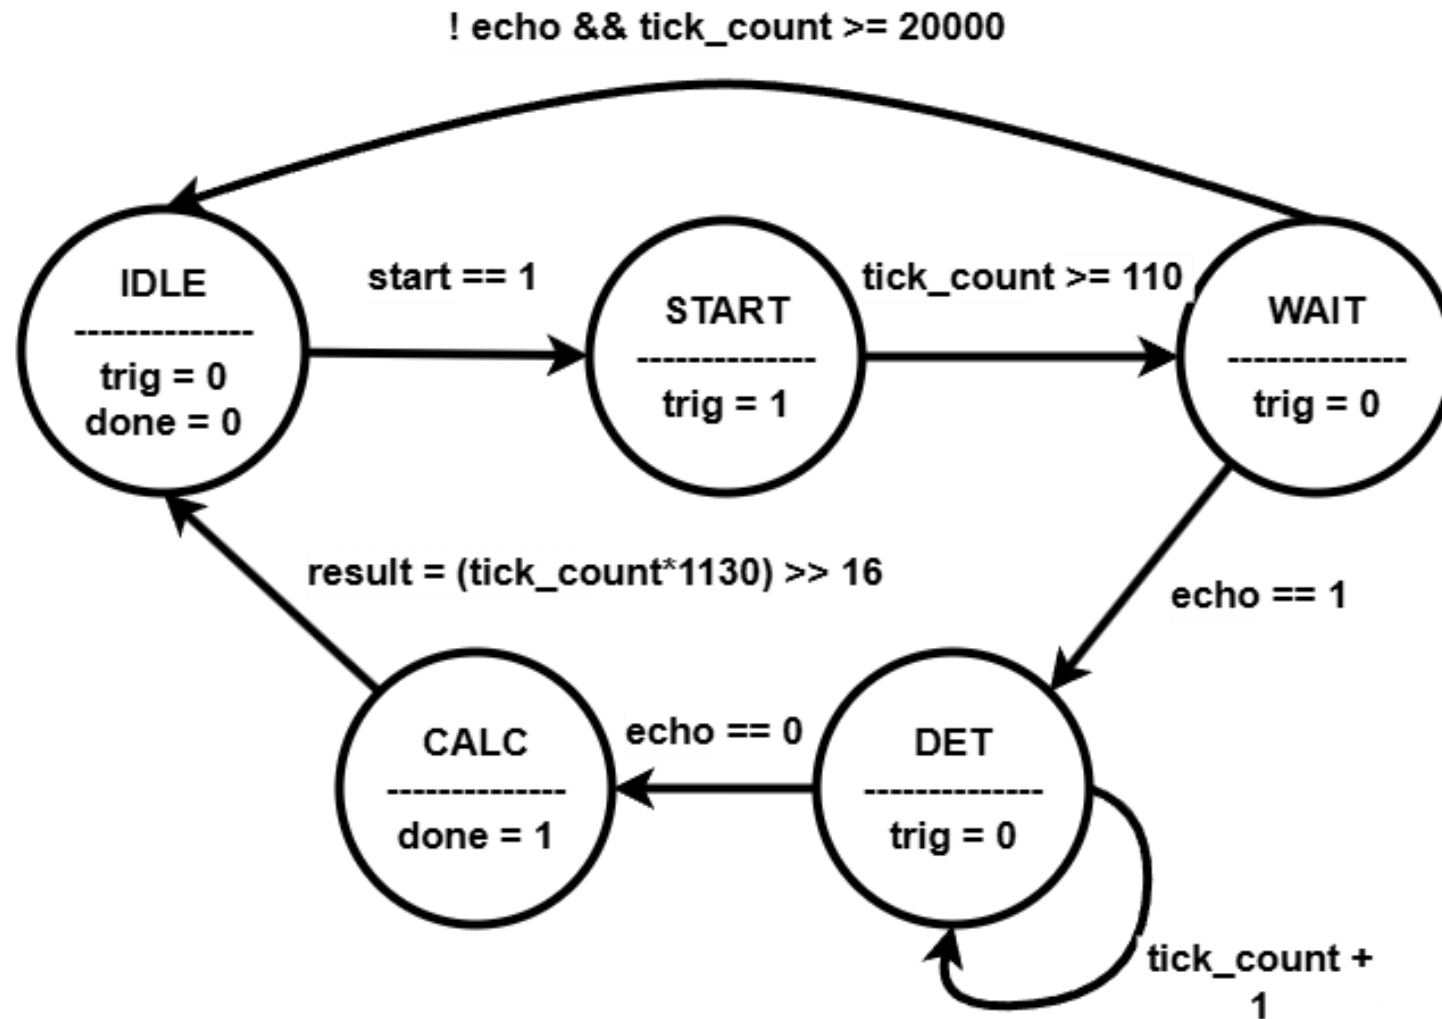 ! echo && tick_count >= 20000
IDLE
--------------
trig = 0
done = 0
start == 1
START
--------------
trig = 1
tick_count >= 110
WAIT
--------------
trig = 0
result = (tick_count*1130) >> 16
echo == 1
CALC
--------------
done = 1
echo == 0
DET
--------------
trig = 0
tick_count +
1